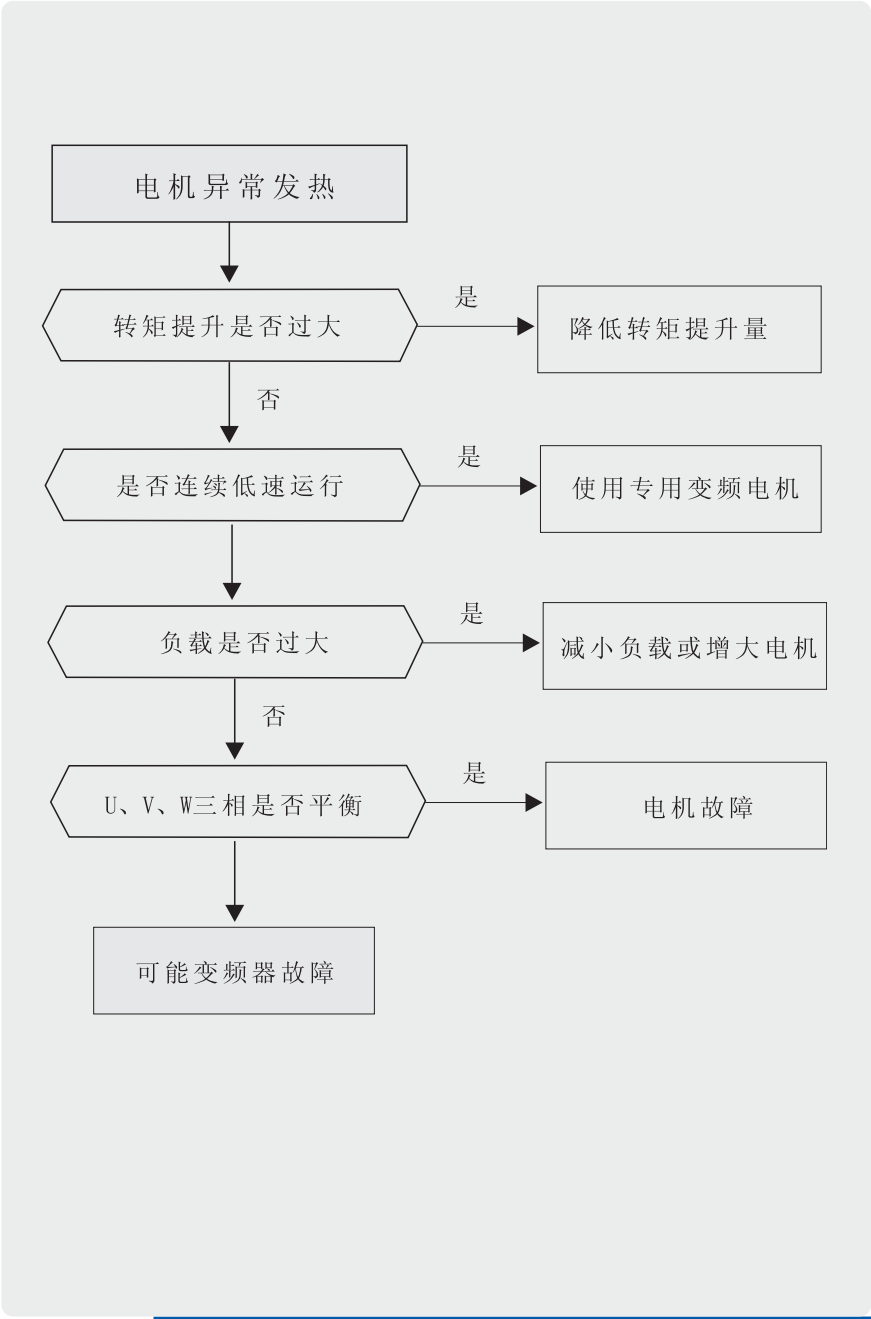 电机异常发热
转矩提升是否过大
是
降低转矩提升量
否
是否连续低速运行
是
使用专用变频电机
负载是否过大
是
减小负载或增大电机
否
U、V、W三相是否平衡
是
电机故障
可能变频器故障